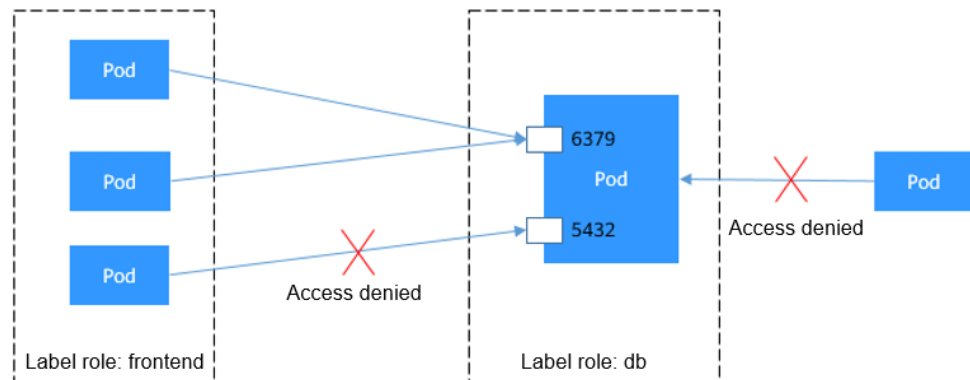 Pod
6379
Pod
Pod
Pod
5432
Access denied
Pod
Access denied
Label role: frontend
Label role: db